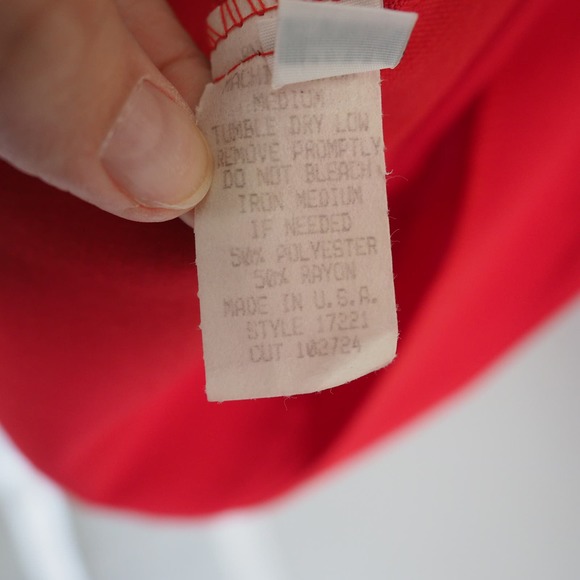 MEDIUM
TUMBLE DRY LOW
REMOVE PROMPTLY
DO NOT BLEACH
IRON MEDIUM
IF NEEDED
50% POLYESTER
50% RAYON
MADE IN U.S.A.
STYLE 17221
CUT 102724